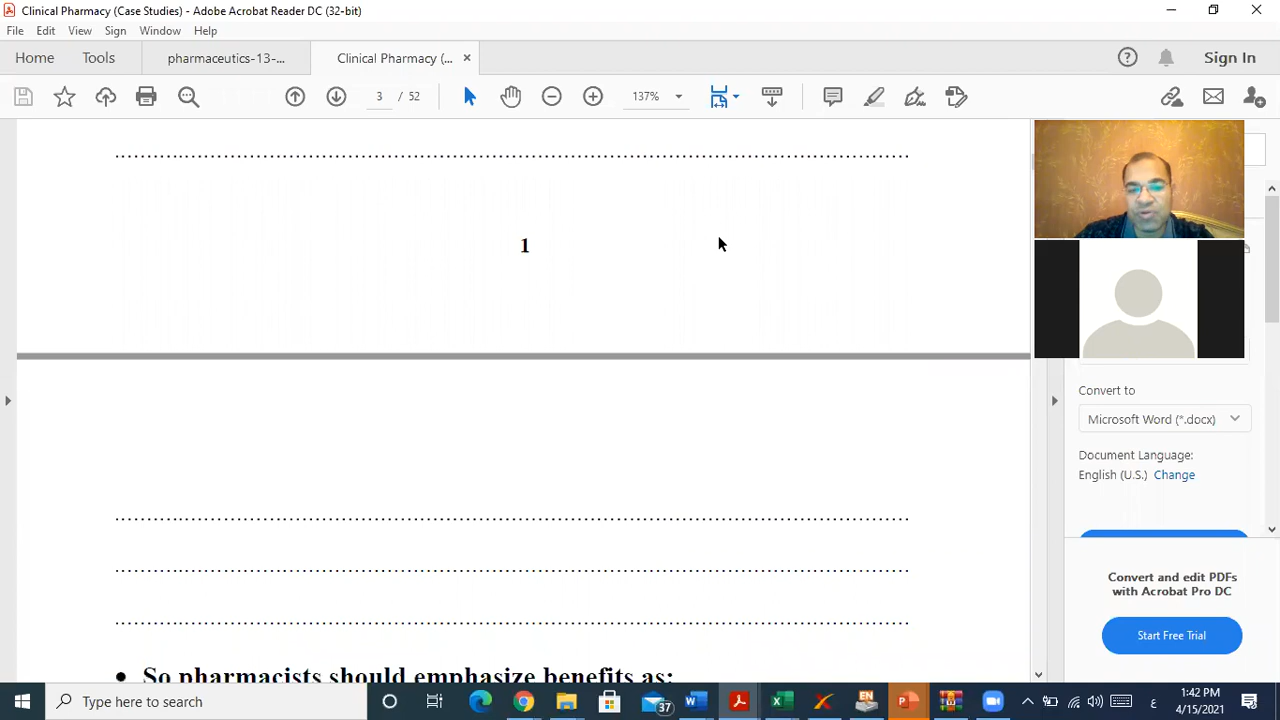 Clinical Pharmacy (Case Studies) - Adobe Acrobat Reader DC (32-bit)
File Edit View Sign Window Help
Home Tools pharmaceutics-13-... Clinical Pharmacy (... × Sign In
3 / 52 137%
................................................................
1
Convert to
Microsoft Word (*.docx)
Document Language:
English (U.S.) Change
................................................................
................................................................
................................................................
• So pharmacists should emphasize benefits as:
Convert and edit PDFs
with Acrobat Pro DC
Start Free Trial
Type here to search
37
EN
ع
1:42 PM
4/15/2021